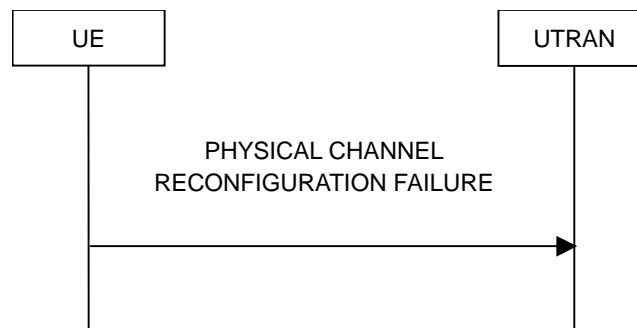 UE
UTRAN
PHYSICAL CHANNEL
RECONFIGURATION FAILURE